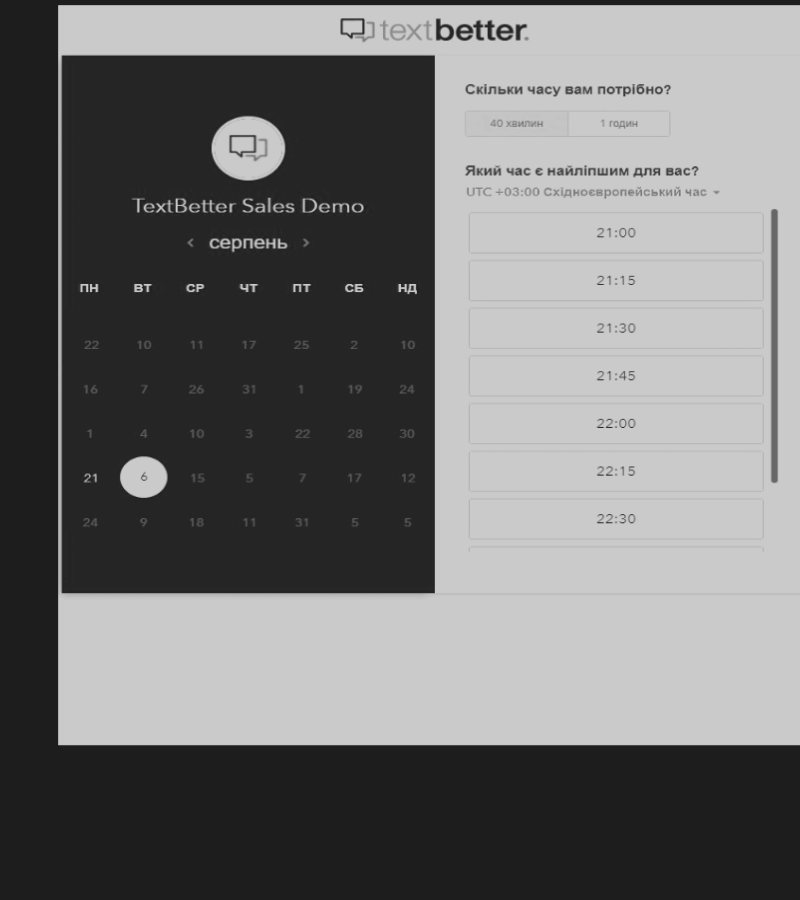 textbetter.
TextBetter Sales Demo
< серпень >
ПН ВТ СР ЧТ ПТ СБ НД
22 10 11 17 25 2 10
16 7 26 31 1 19 24
1 4 10 3 22 28 30
21 6 15 5 7 17 12
24 9 18 11 31 5 5
Скільки часу вам потрібно?
40 хвилин 1 годин
Який час є найліпшим для вас?
UTC +03:00 Східноєвропейський час
21:00
21:15
21:30
21:45
22:00
22:15
22:30